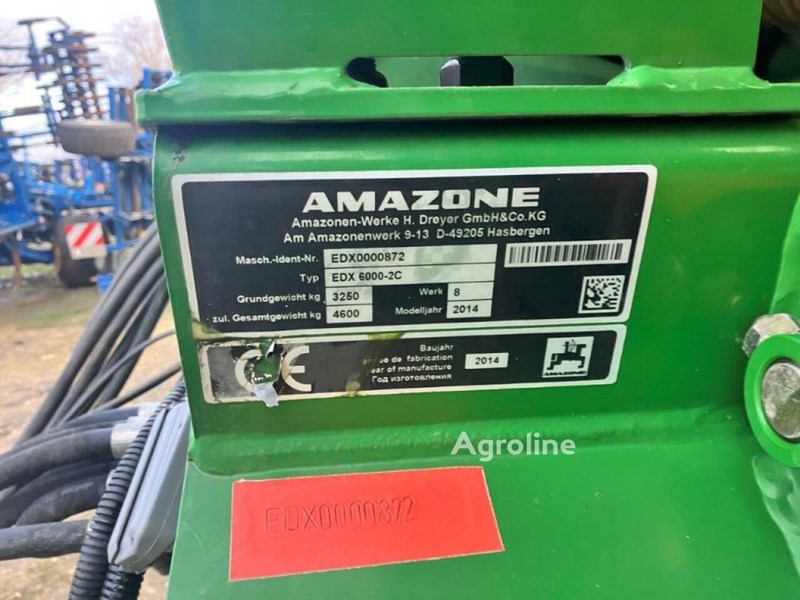 AMAZONE
Amazonen-Werke H. Dreyer GmbH&Co.KG
Am Amazonenwerk 9-13 D-49205 Hasbergen
Masch.-Ident-Nr. EDX0000872
Typ EDX 6000-2C
Grundgewicht kg 3250 Werk 8
zul. Gesamtgewicht kg 4600 Modelljahr 2014
CE
Baujahr
de fabrication
of manufacture
Год изготовления
2014
AMAZONE
Agroline
EDX0000872